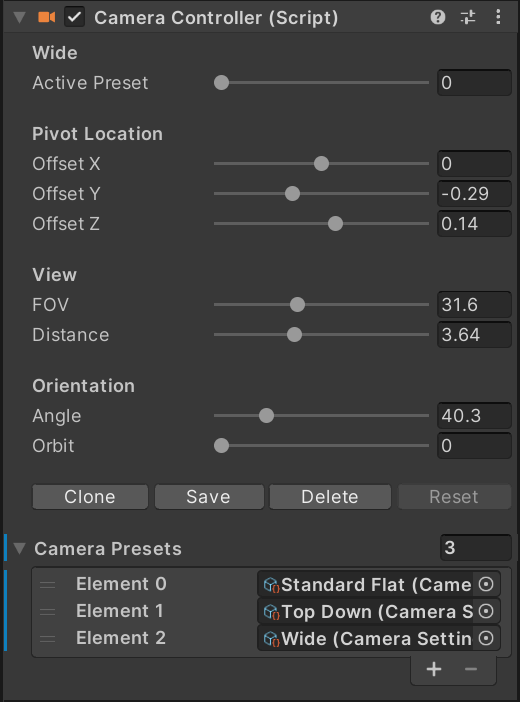 Camera Controller (Script)
Wide
Active Preset 0
Pivot Location
Offset X 0
Offset Y -0.29
Offset Z 0.14
View
FOV 31.6
Distance 3.64
Orientation
Angle 40.3
Orbit 0
Clone Save Delete Reset
Camera Presets 3
Element 0 Standard Flat (Came
Element 1 Top Down (Camera S
Element 2 Wide (Camera Settin